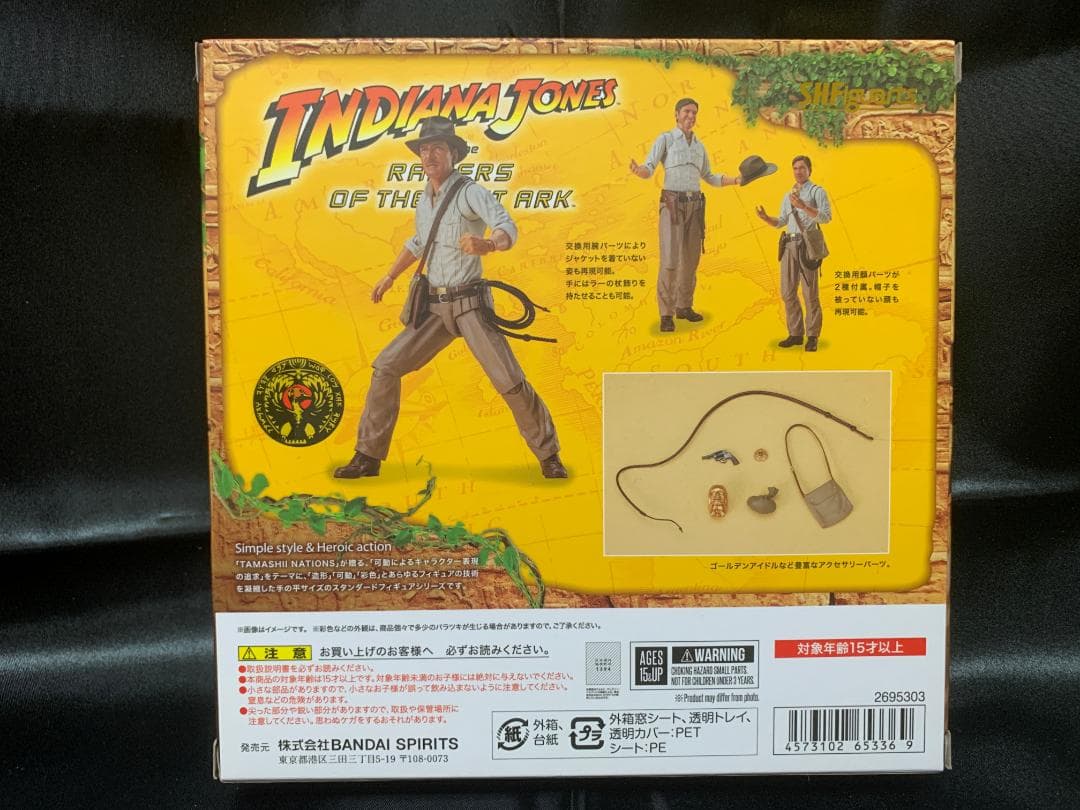 INDIANA JONES
S.H.Figuarts
OF THE
ARK
交換用腕パーツにより
ジャケットを着ていない
姿も再現可能。
手にはラーの杖飾りを
持たせることも可能。
交換用顔パーツが
2種付属。帽子を
被っていない顔も
再現可能。
California
Amazon River
ゴールデンアイドルなど豊富なアクセサリーパーツ。
Simple style & Heroic action
「TAMASHII NATIONS」が贈る、「可動によるキャラクター表現
の追求」をテーマに、「造形」「可動」「彩色」とあらゆるフィギュアの技術
を凝縮した手の平サイズのスタンダードフィギュアシリーズです。
※画像はイメージです。 ※彩色などの外観は、商品個々で多少のバラツキが生じる場合がありますので、ご了承ください。
注意 お買い上げのお客様へ 必ずお読みください。
●取扱説明書を必ずお読みください。
●本商品の対象年齢は15才以上です。対象年齢未満のお子様には絶対に与えないでください。
●小さな部品がありますので、小さなお子様が誤って飲み込まないように注意してください。
窒息などの危険があります。
●尖った部分や鋭い部分がありますので、取扱や保管場所に
注意してください。思わぬケガをするおそれがあります。
発売元 株式会社BANDAI SPIRITS
東京都港区三田三丁目5-19 〒108-0073
AGES
15&UP
WARNING
CHOKING HAZARD-SMALL PARTS.
NOT FOR CHILDREN UNDER 3 YEARS.
※Product may differ from photo.
対象年齢15才以上
2695303
紙 外箱、
台紙
プラ 外箱窓シート、透明トレイ、
透明カバー:PET
シート:PE
4573102 65336 9